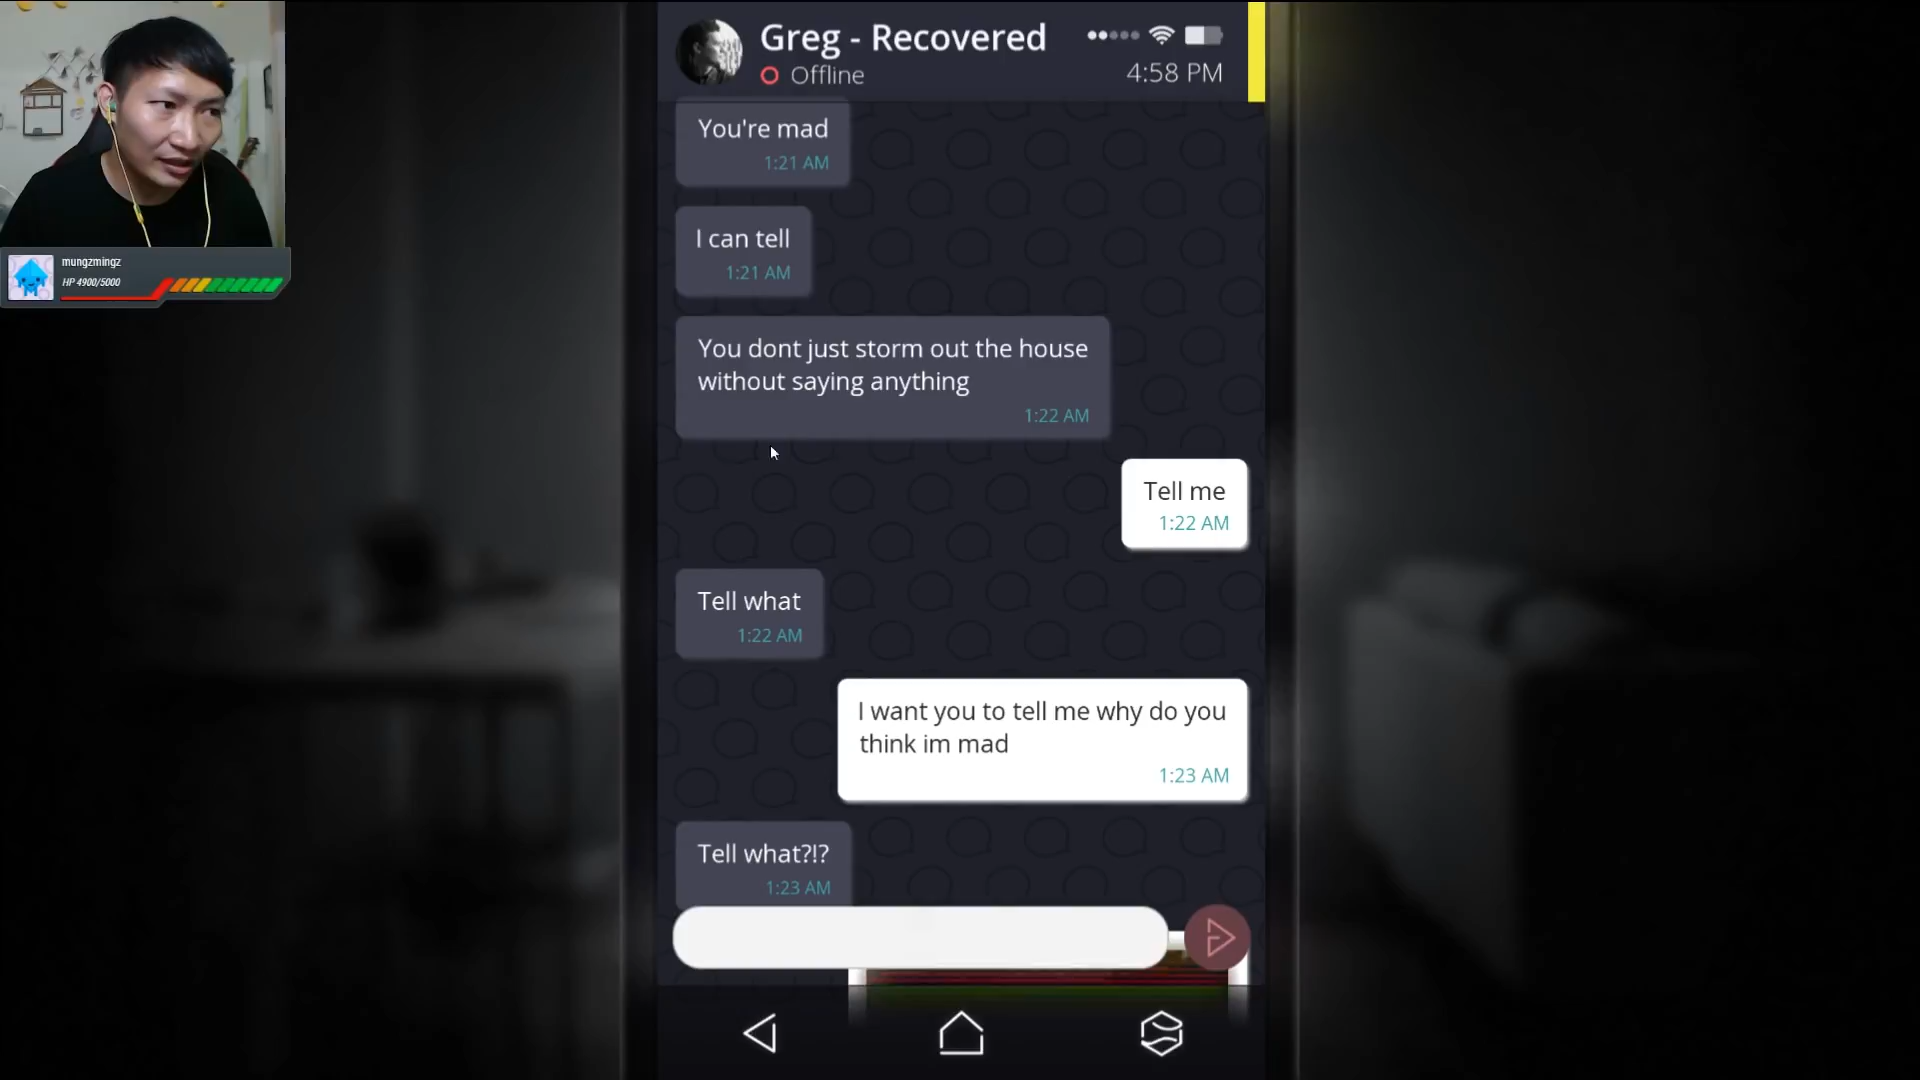 Greg - Recovered
Offline
4:58 PM
mungzmingz
HP 4900/5000
You're mad
1:21 AM
I can tell
1:21 AM
You dont just storm out the house
without saying anything
1:22 AM
Tell me
1:22 AM
Tell what
1:22 AM
I want you to tell me why do you
think im mad
1:23 AM
Tell what?!?
1:23 AM